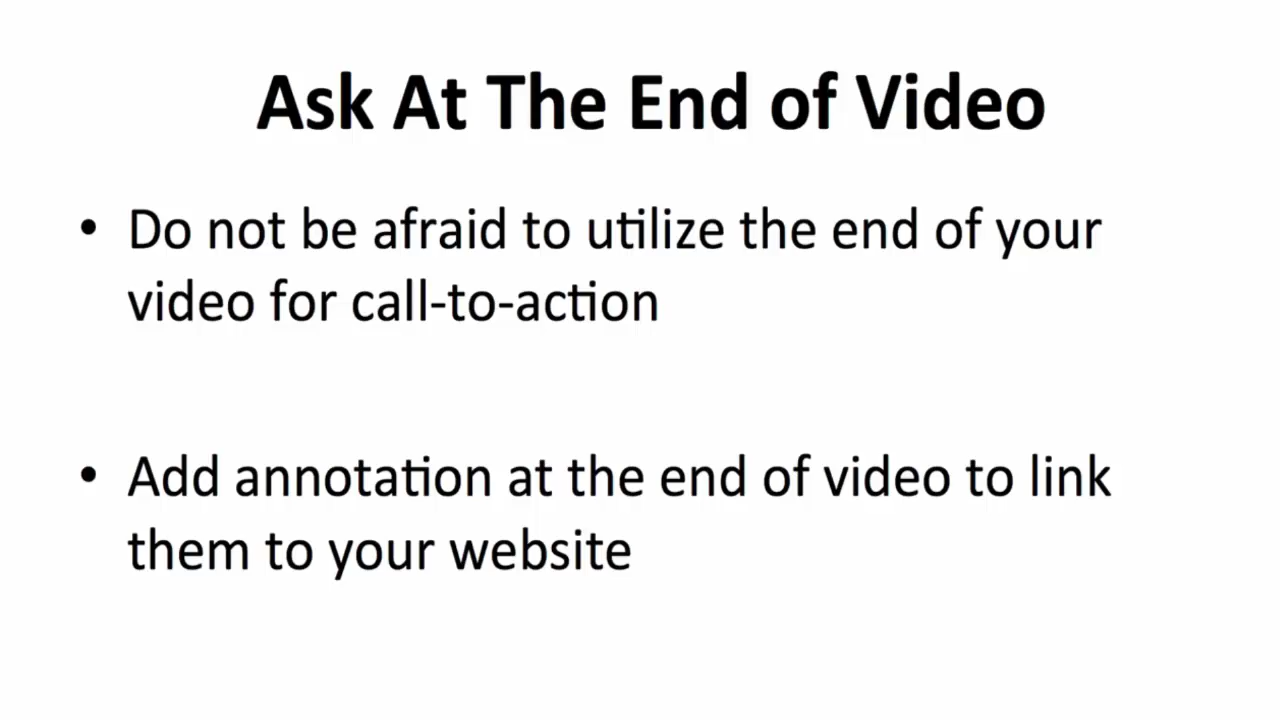 Ask At The End of Video
• Do not be afraid to utilize the end of your
video for call-to-action
• Add annotation at the end of video to link
them to your website